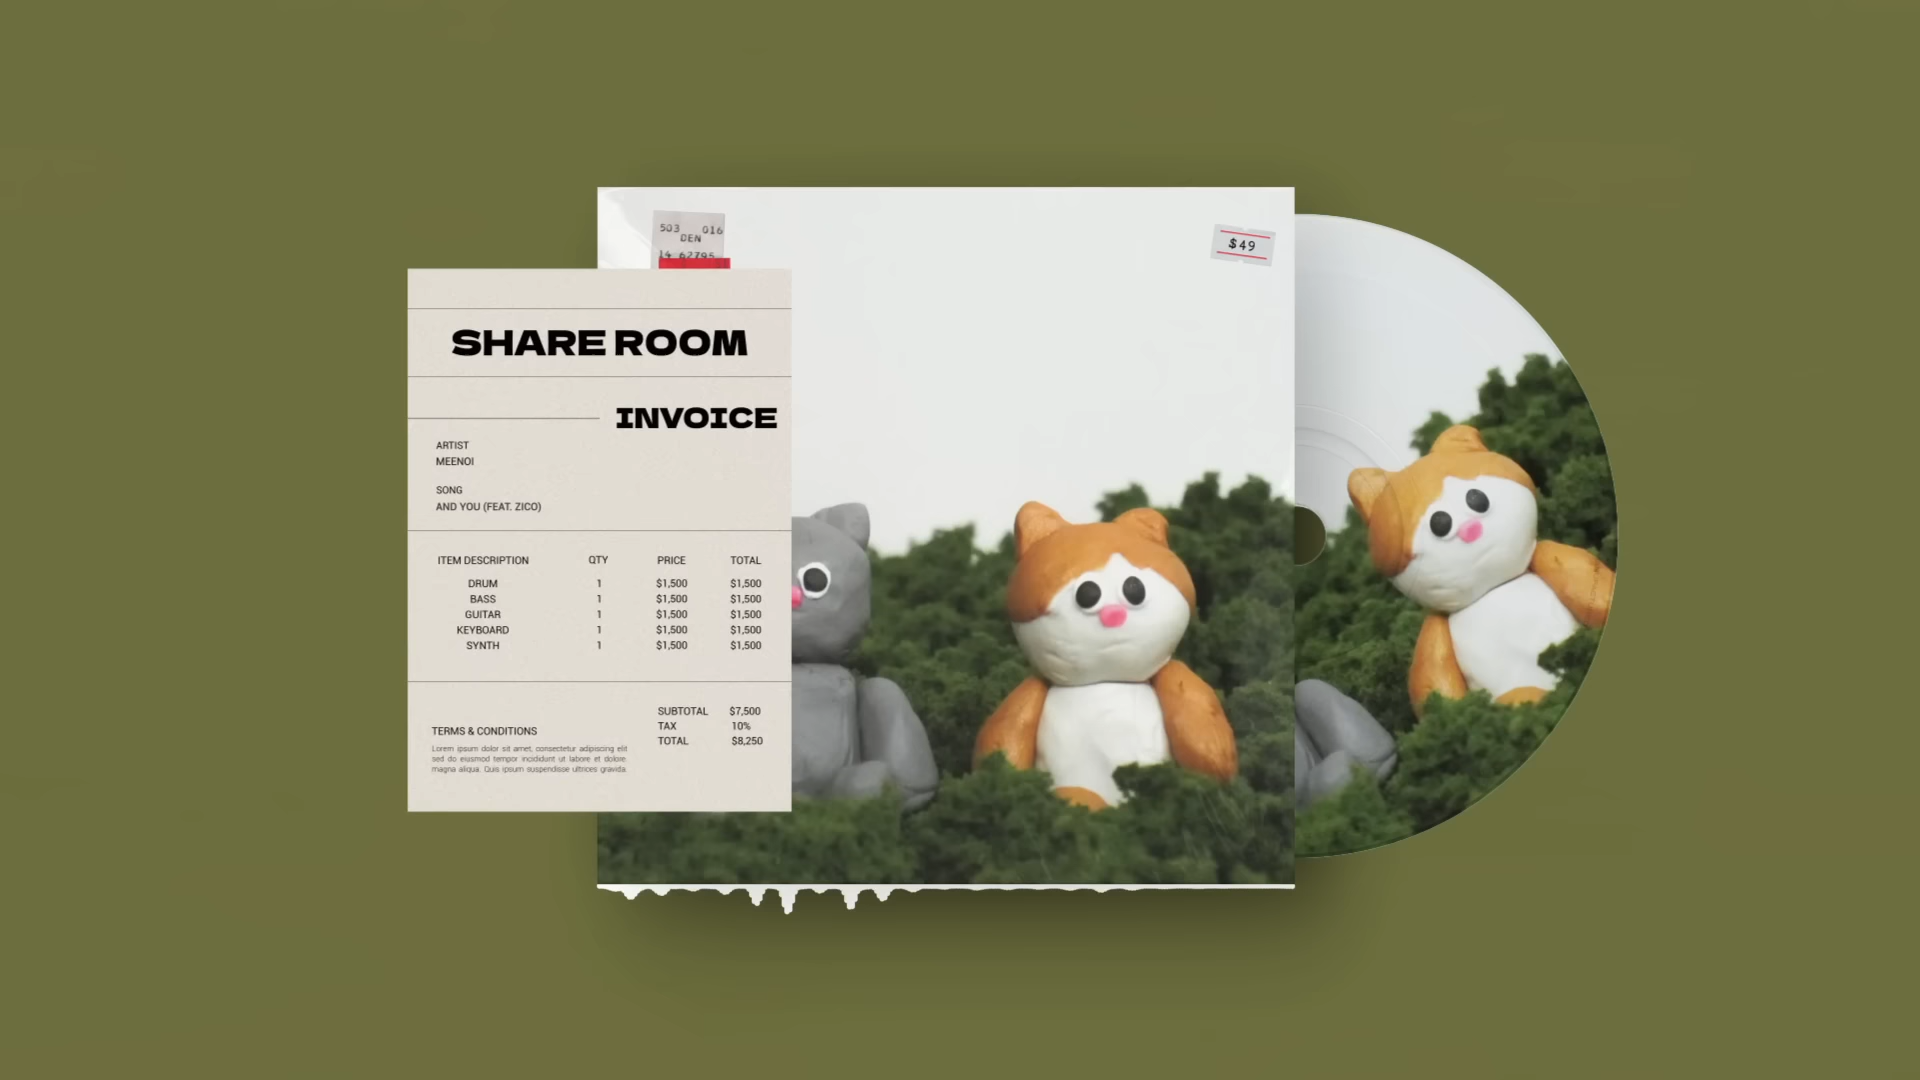 503 016
DEN
14 62795
$49
SHARE ROOM
INVOICE
ARTIST
MEENOI
SONG
AND YOU (FEAT. ZICO)
ITEM DESCRIPTION QTY PRICE TOTAL
DRUM 1 $1,500 $1,500
BASS 1 $1,500 $1,500
GUITAR 1 $1,500 $1,500
KEYBOARD 1 $1,500 $1,500
SYNTH 1 $1,500 $1,500
SUBTOTAL $7,500
TAX 10%
TOTAL $8,250
TERMS & CONDITIONS
Lorem ipsum dolor sit amet, consectetur adipiscing elit
sed do eiusmod tempor incididunt ut labore et dolore.
magna aliqua. Quis ipsum suspendisse ultrices gravida.